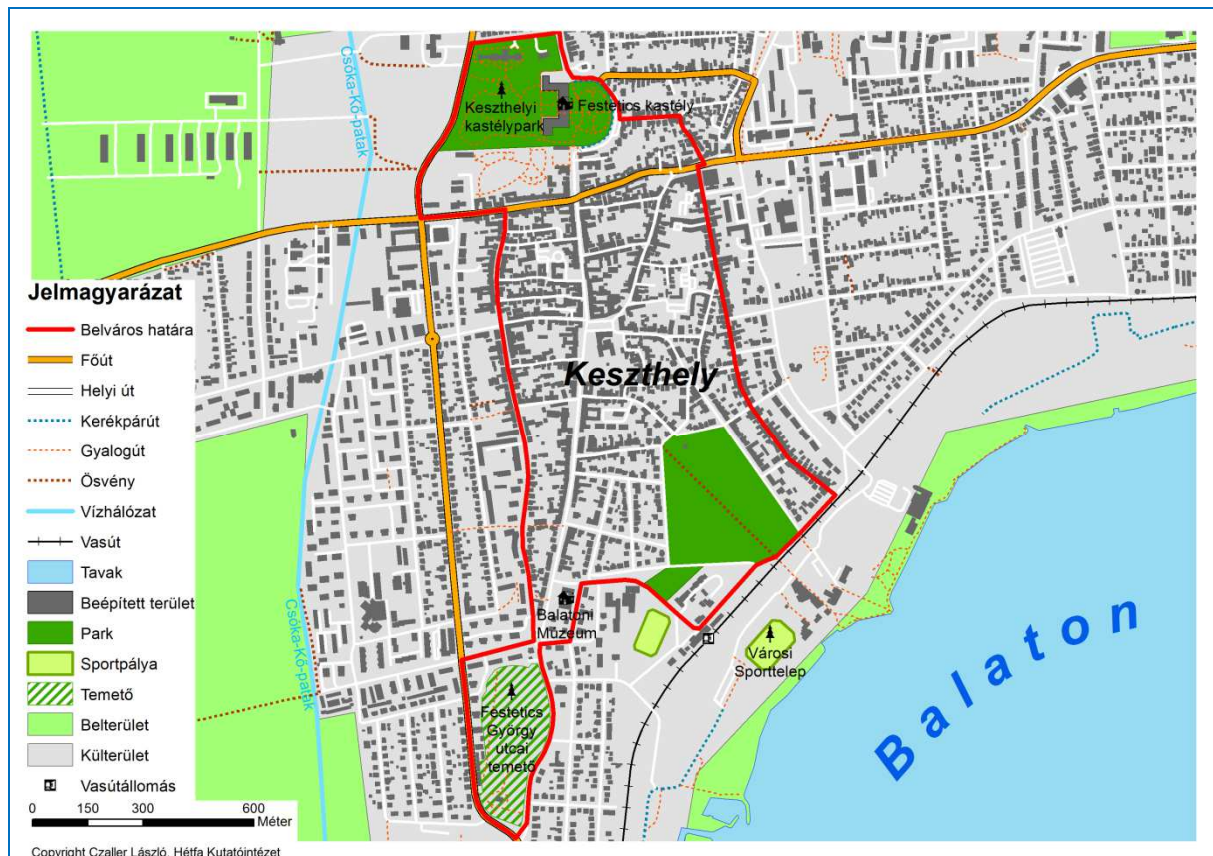 Csóka-Kő-patak
Keszthelyi
kastélypark
Festetics kastély
Jelmagyarázat
Belváros határa
Főút
Helyi út
Kerékpárút
Gyalogút
Ösvény
Vízhálózat
Vasút
Tavak
Beépített terület
Park
Sportpálya
Temető
Belterület
Külterület
Vasútállomás
0 150 300 600
Méter
Copyright Czaller László, Hétfa Kutatóintézet
Keszthely
Csóka-Kő-patak
Balatoni
Múzeum
Városi
Sporttelep
Festetics
György
utcai
temető
Balaton